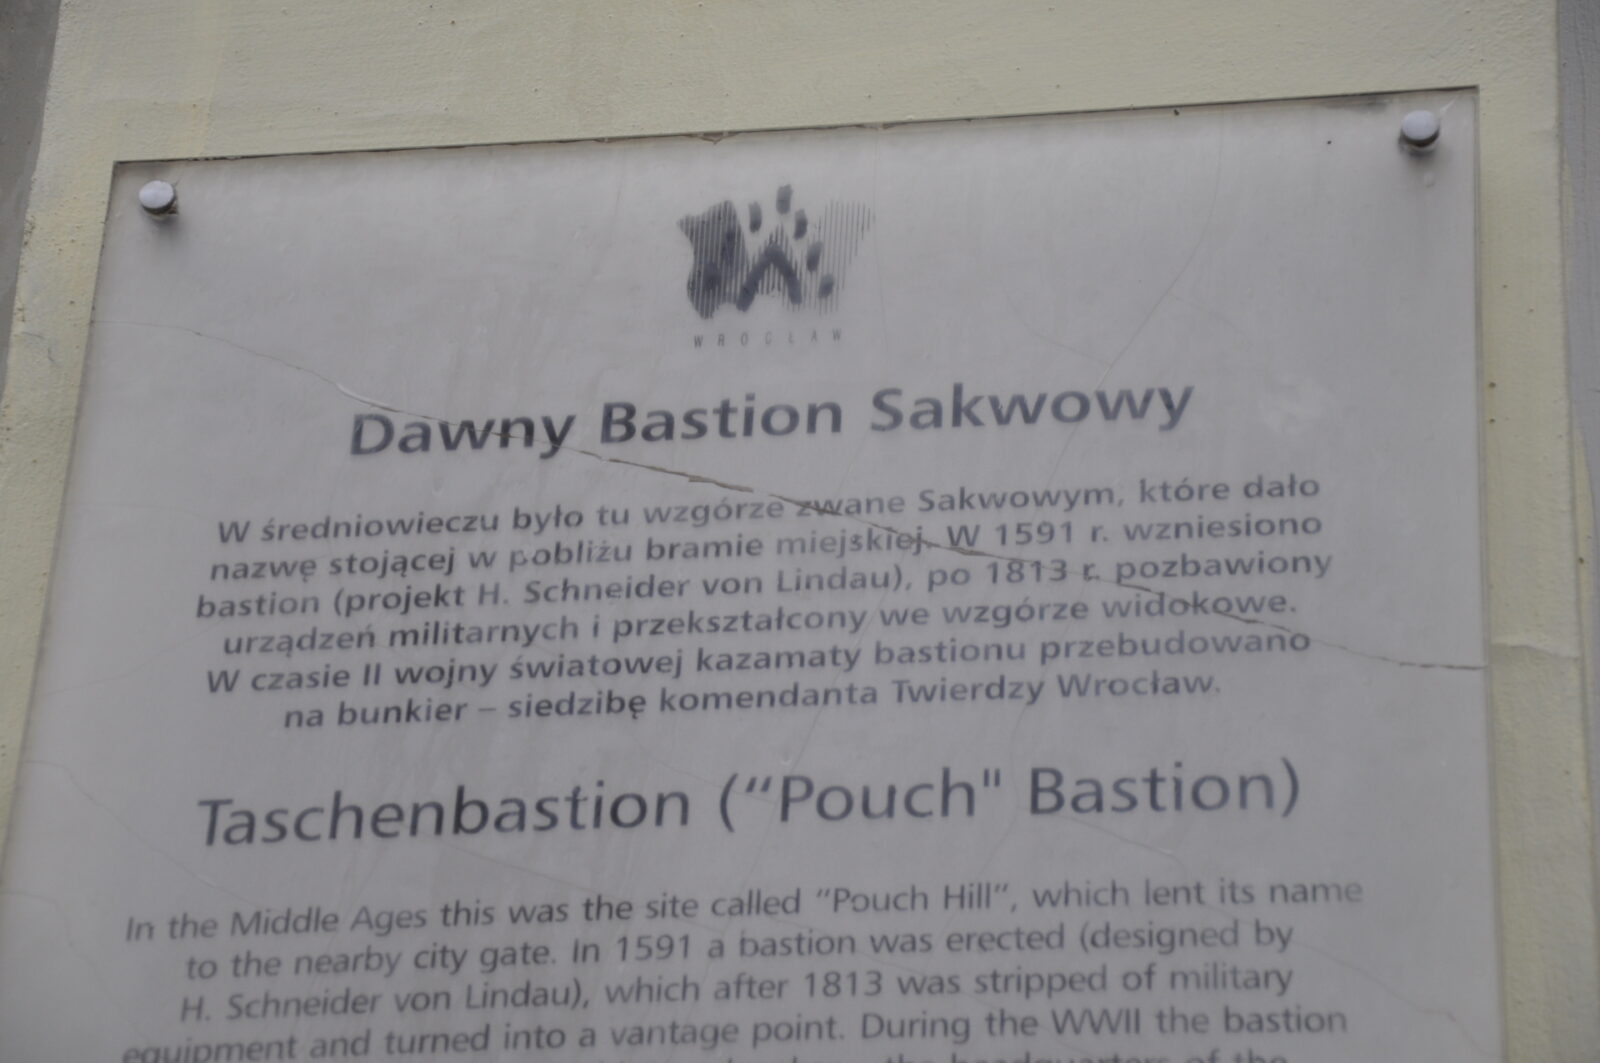 WROCŁAW
Dawny Bastion Sakwowy
W średniowieczu było tu wzgórze zwane Sakwowym, które dało
nazwę stojącej w pobliżu bramie miejskiej. W 1591 r. wzniesiono
bastion (projekt H. Schneider von Lindau), po 1813 r. pozbawiony
urządzeń militarnych i przekształcony we wzgórze widokowe.
W czasie II wojny światowej kazamaty bastionu przebudowano
na bunkier – siedzibę komendanta Twierdzy Wrocław.
Taschenbastion (“Pouch" Bastion)
In the Middle Ages this was the site called “Pouch Hill“, which lent its name
to the nearby city gate. In 1591 a bastion was erected (designed by
H. Schneider von Lindau), which after 1813 was stripped of military
equipment and turned into a vantage point. During the WWII the bastion
the headquarters of the